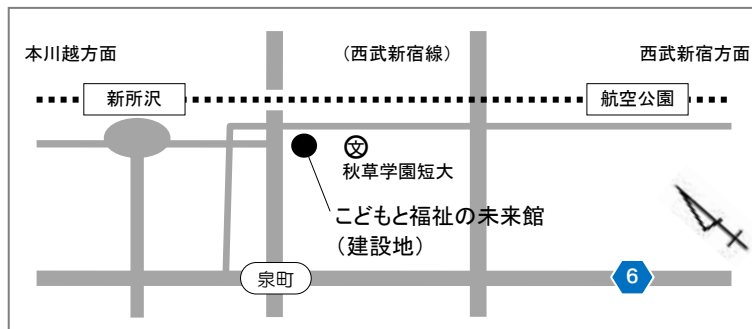 本川越方面
(西武新宿線)
西武新宿方面
新所沢
航空公園
文
秋草学園短大
こどもと福祉の未来館
(建設地)
泉町
6